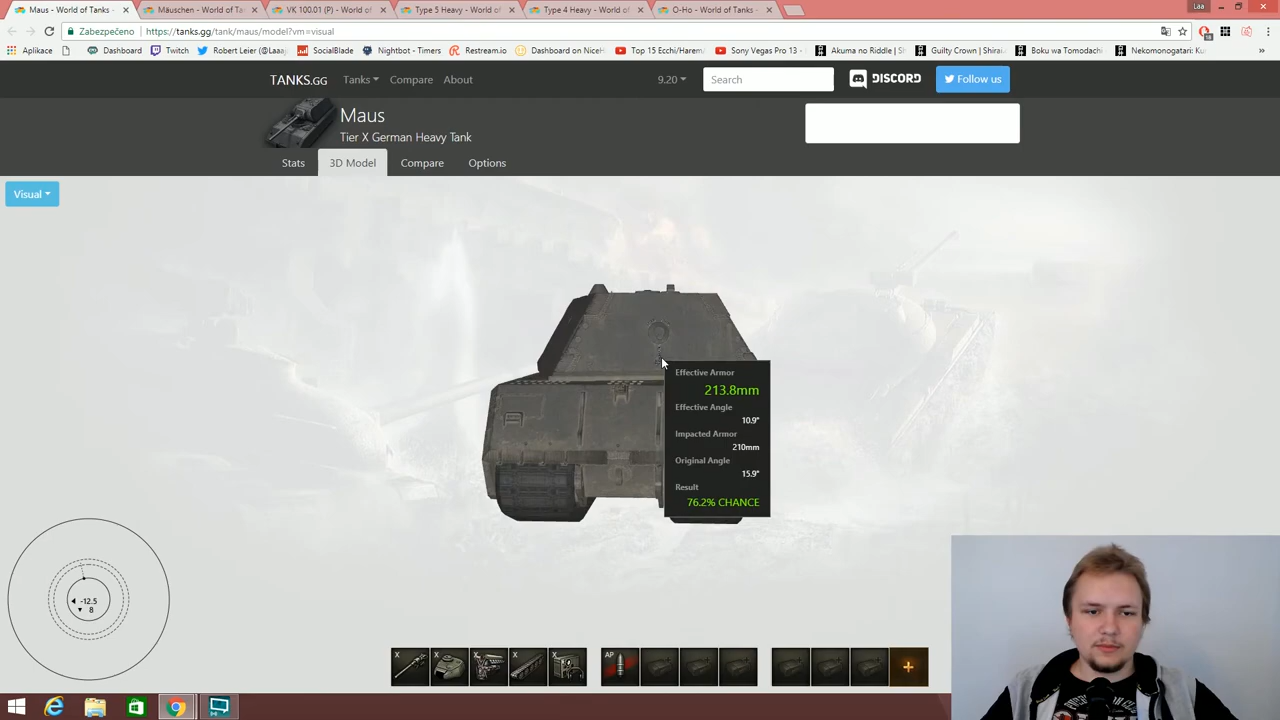 Maus - World of Tanks - × Mäuschen - World of Ta × VK 100.01 (P) - World of × Type 5 Heavy - World of × Type 4 Heavy - World of × O-Ho - World of Tanks - × Laa
Zabezpečeno https://tanks.gg/tank/maus/model?vm=visual
Aplikace Dashboard Twitch Robert Leier (@Laaj SocialBlade Nightbot - Timers Restream.io Dashboard on NiceH Top 15 Ecchi/Harem/ Sony Vegas Pro 13 - Akuma no Riddle | Sh Guilty Crown | Shirai Boku wa Tomodachi Nekomonogatari: Kur »
TANKS.GG Tanks Compare About 9.20 Search DISCORD Follow us
Maus
Tier X German Heavy Tank
Stats 3D Model Compare Options
Visual
Effective Armor
213.8mm
Effective Angle
10.9°
Impacted Armor
210mm
Original Angle
15.9°
Result
76.2% CHANCE
-12.5
8
X X X X X AP